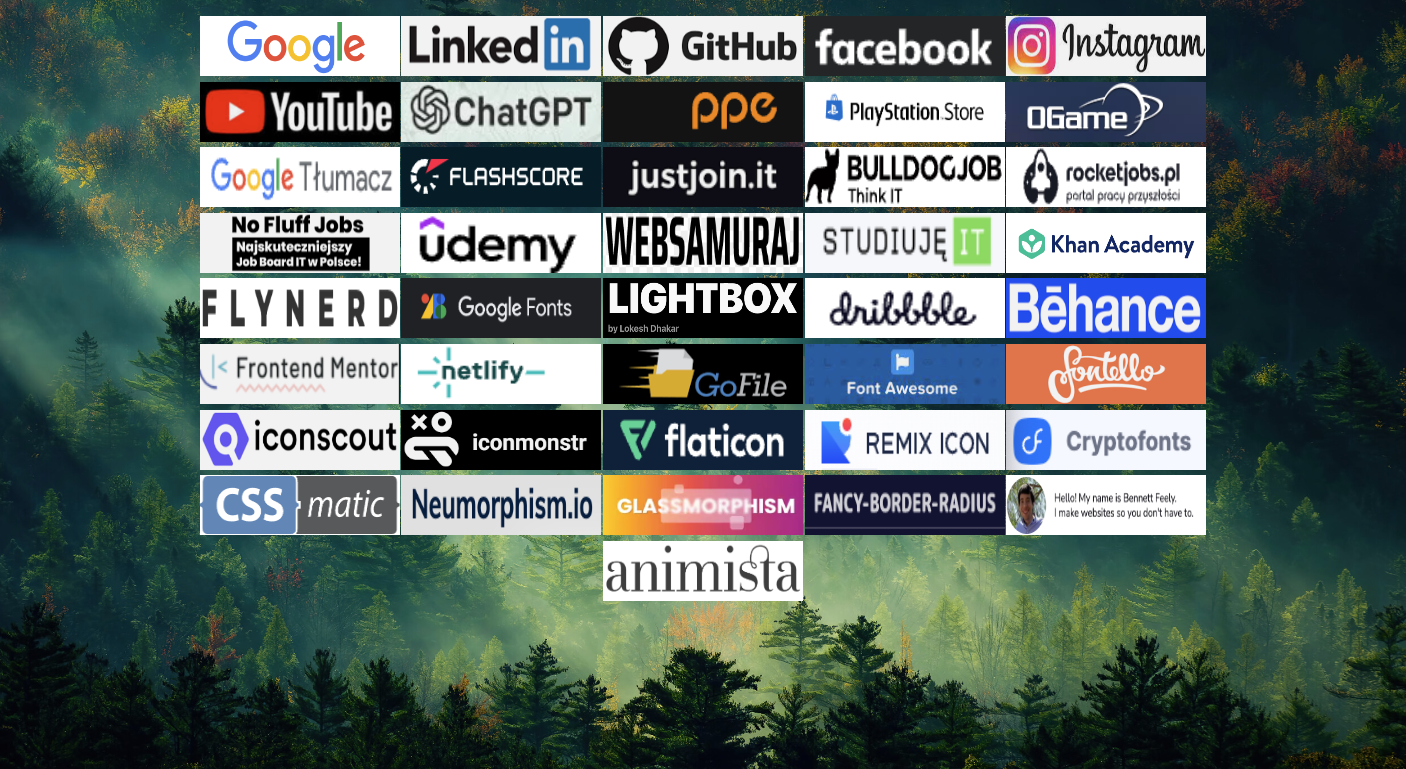 Google
Linked in
GitHub
facebook
Instagram
YouTube
ChatGPT
ppe
PlayStation Store
OGame
Google Tłumacz
FLASHSCORE
justjoin.it
BULLDOGJOB
Think IT
rocketjobs.pl
portal pracy przyszłości
No Fluff Jobs
Najskuteczniejszy
Job Board IT w Polsce!
ûdemy
WEBSAMURAJ
STUDIUJĘ IT
Khan Academy
FLYNERD
Google Fonts
LIGHTBOX
by Lokesh Dhakar
dribbble
Bēhance
Frontend Mentor
netlify
GoFile
Font Awesome
fontello
iconscout
iconmonstr
flaticon
REMIX ICON
Cryptofonts
CSS matic
Neumorphism.io
GLASSMORPHISM
FANCY-BORDER-RADIUS
Hello! My name is Bennett Feely.
I make websites so you don't have to.
animista